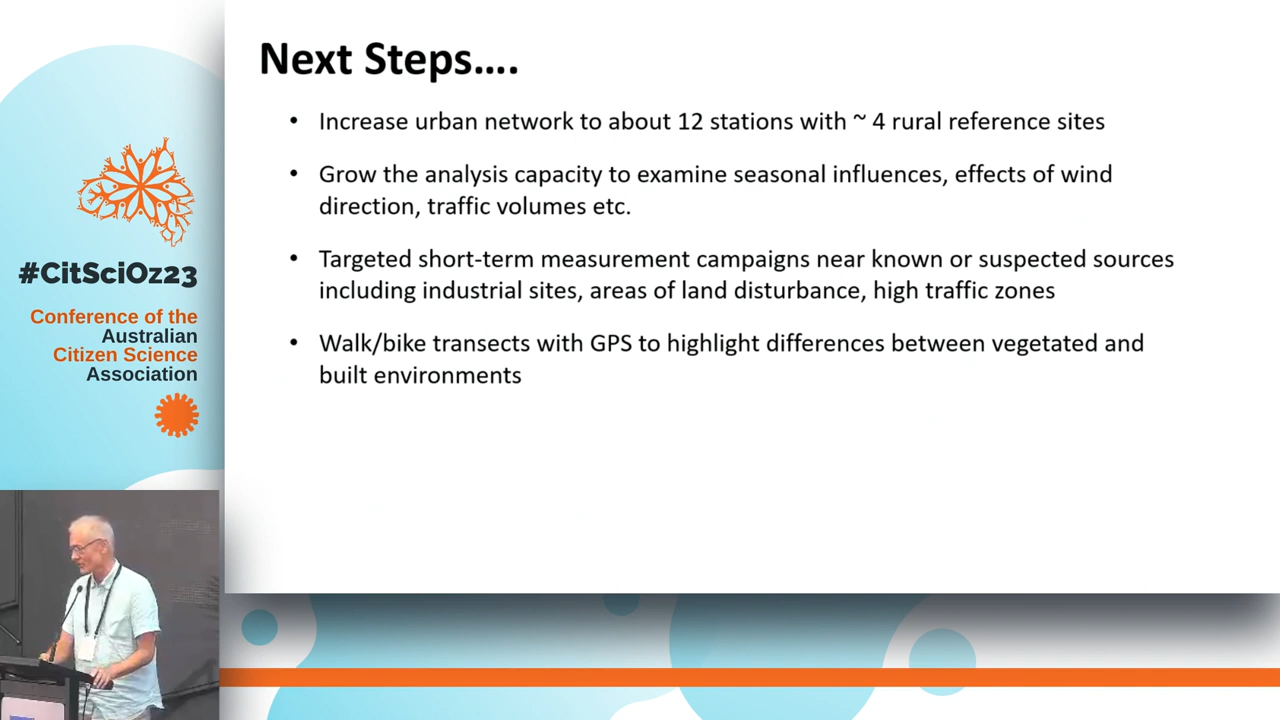 Next Steps….
• Increase urban network to about 12 stations with ~ 4 rural reference sites
• Grow the analysis capacity to examine seasonal influences, effects of wind
direction, traffic volumes etc.
• Targeted short-term measurement campaigns near known or suspected sources
including industrial sites, areas of land disturbance, high traffic zones
• Walk/bike transects with GPS to highlight differences between vegetated and
built environments
#CitSciOz23
Conference of the
Australian
Citizen Science
Association